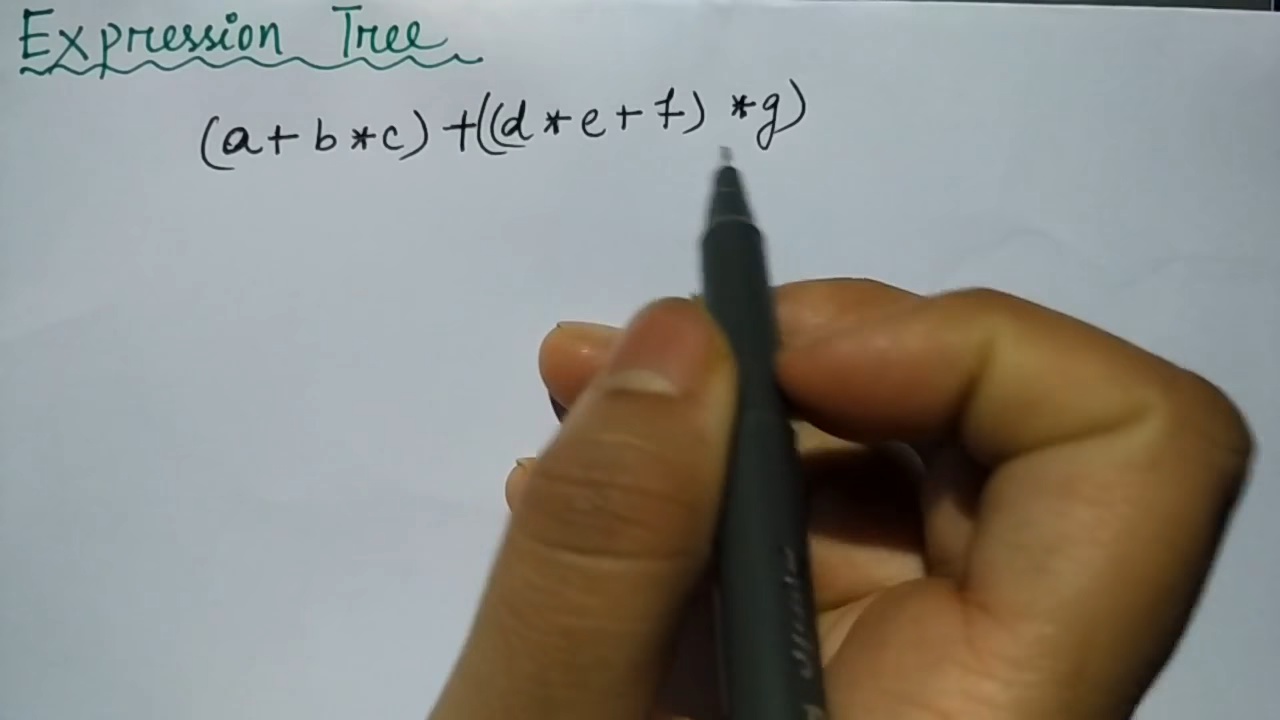 Expression Tree
(a + b * c) + ((d * e + f) * g)